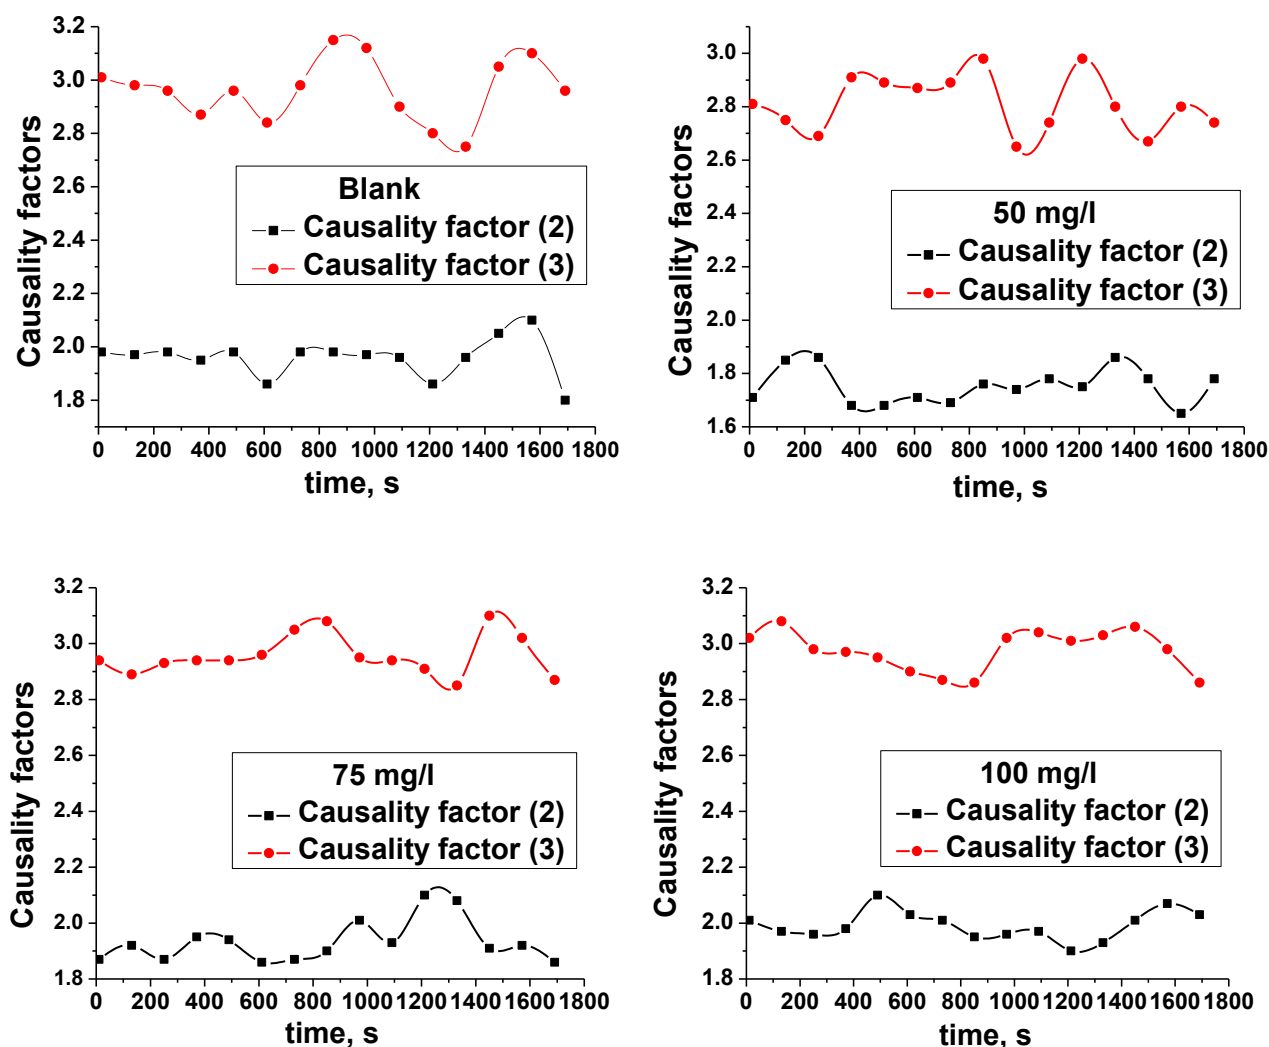 3.2
3.0
2.8
2.6
2.4
2.2
2.0
1.8
Causality factors
Blank
Causality factor (2)
Causality factor (3)
0 200 400 600 800 1000 1200 1400 1600 1800
time, s
3.0
2.8
2.6
2.4
2.2
2.0
1.8
1.6
Causality factors
50 mg/l
Causality factor (2)
Causality factor (3)
0 200 400 600 800 1000 1200 1400 1600 1800
time, s
3.2
3.0
2.8
2.6
2.4
2.2
2.0
1.8
Causality factors
75 mg/l
Causality factor (2)
Causality factor (3)
0 200 400 600 800 1000 1200 1400 1600 1800
time, s
3.2
3.0
2.8
2.6
2.4
2.2
2.0
1.8
Causality factors
100 mg/l
Causality factor (2)
Causality factor (3)
0 200 400 600 800 1000 1200 1400 1600 1800
time, s